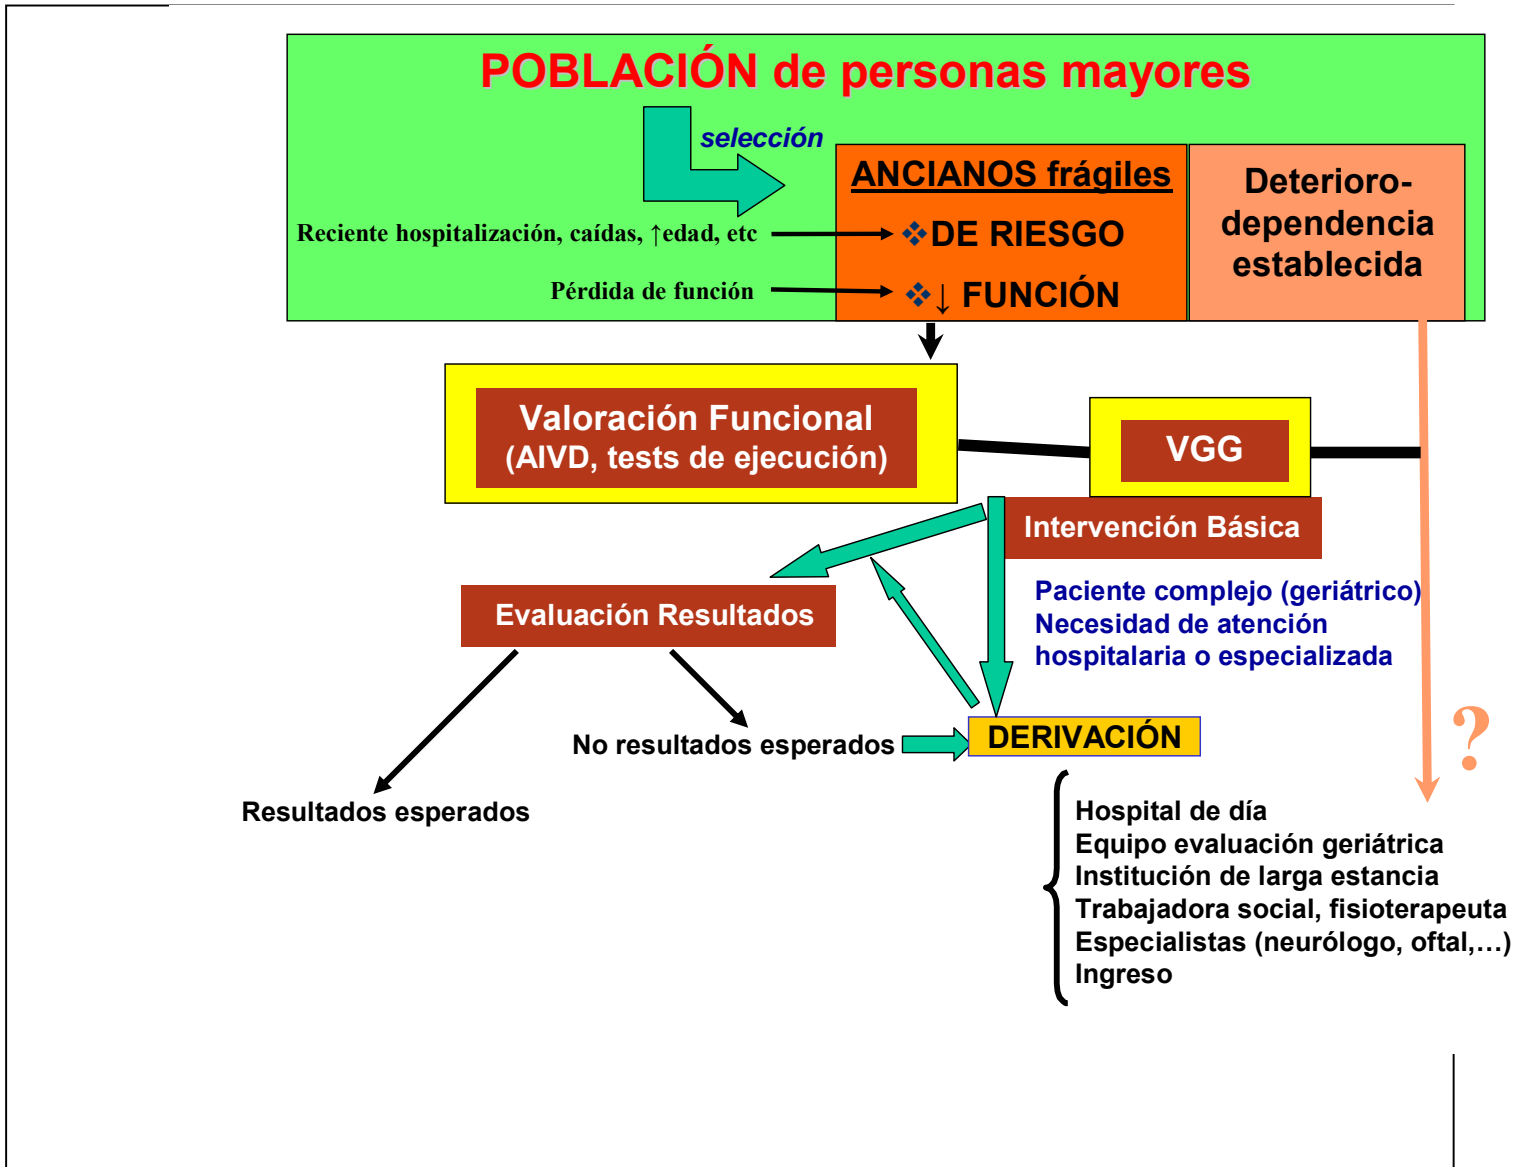 POBLACIÓN de personas mayores
selección
ANCIANOS frágiles
Reciente hospitalización, caídas, ↑edad, etc
❖DE RIESGO
Pérdida de función
❖↓ FUNCIÓN
Deterioro-
dependencia
establecida
Valoración Funcional
(AIVD, tests de ejecución)
VGG
Intervención Básica
Evaluación Resultados
Paciente complejo (geriátrico)
Necesidad de atención
hospitalaria o especializada
?
No resultados esperados
DERIVACIÓN
Resultados esperados
Hospital de día
Equipo evaluación geriátrica
Institución de larga estancia
Trabajadora social, fisioterapeuta
Especialistas (neurólogo, oftal,…)
Ingreso